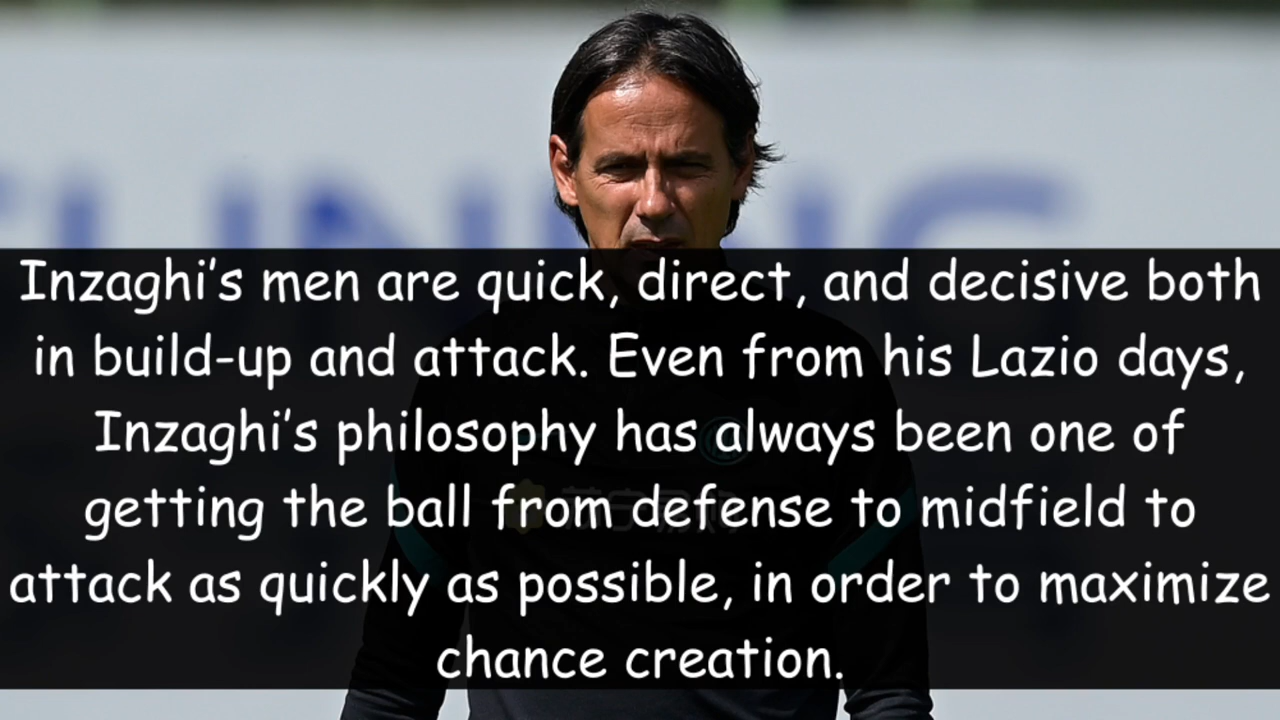 Inzaghi’s men are quick, direct, and decisive both
in build-up and attack. Even from his Lazio days,
Inzaghi’s philosophy has always been one of
getting the ball from defense to midfield to
attack as quickly as possible, in order to maximize
chance creation.